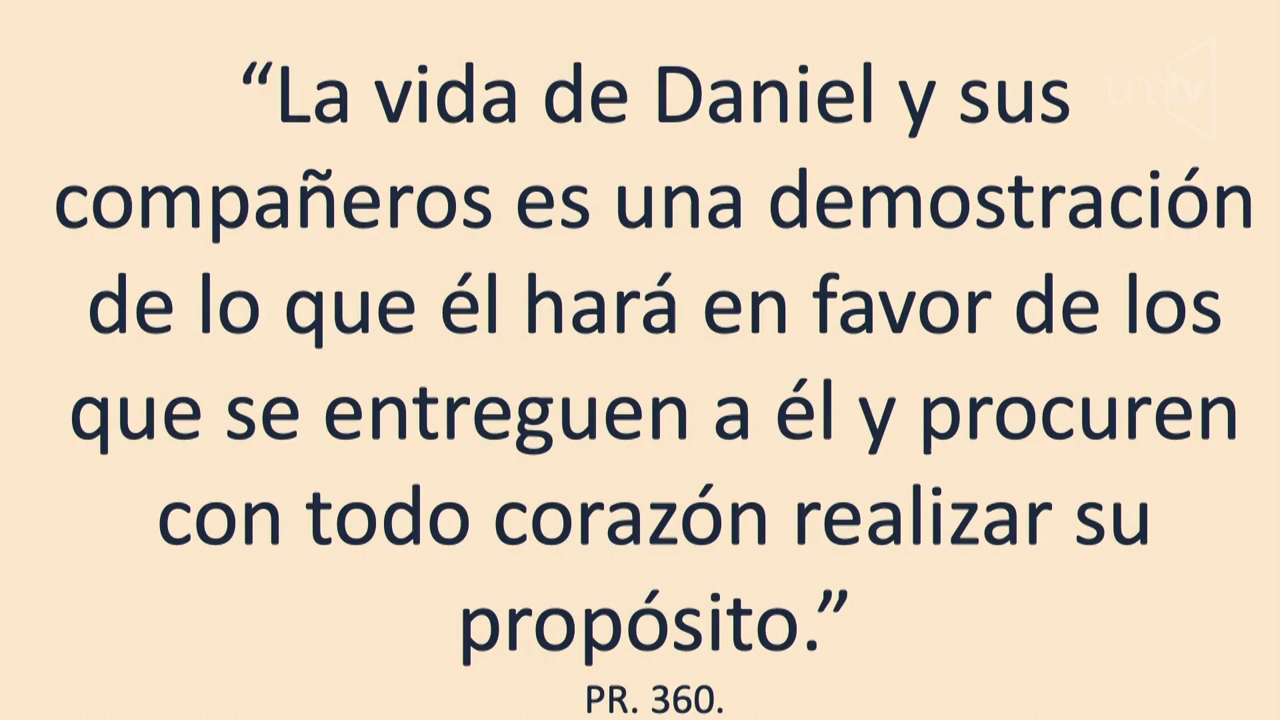 “La vida de Daniel y sus
compañeros es una demostración
de lo que él hará en favor de los
que se entreguen a él y procuren
con todo corazón realizar su
propósito.”
PR. 360.